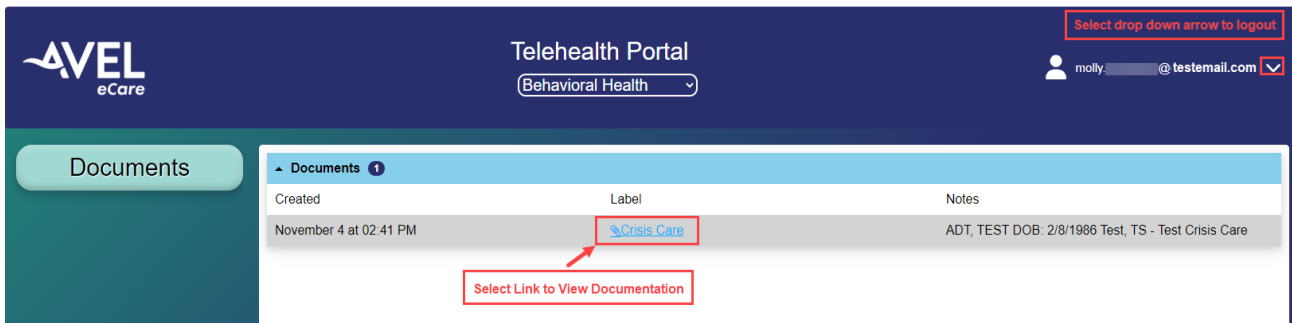 Select drop down arrow to logout
AVEL
eCare
Telehealth Portal
Behavioral Health
molly. @ testemail.com
Documents
Documents 1
Created Label Notes
November 4 at 02:41 PM Crisis Care ADT, TEST DOB: 2/8/1986 Test, TS - Test Crisis Care
Select Link to View Documentation